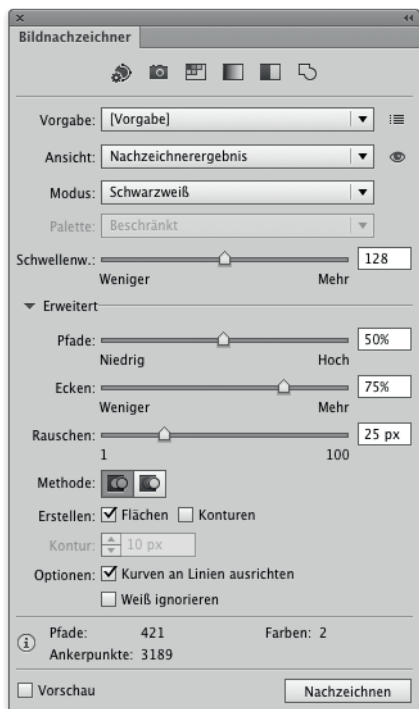 Bildnachzeichner
Vorgabe: [Vorgabe]
Ansicht: Nachzeichnerergebnis
Modus: Schwarzweiß
Palette: Beschränkt
Schwellenw.: 128
Weniger Mehr
Erweitert
Pfade: 50%
Niedrig Hoch
Ecken: 75%
Weniger Mehr
Rauschen: 25 px
1 100
Methode:
Erstellen: Flächen Konturen
Kontur: 10 px
Optionen: Kurven an Linien ausrichten
Weiß ignorieren
Pfade: 421 Farben: 2
Ankerpunkte: 3189
Vorschau Nachzeichnen